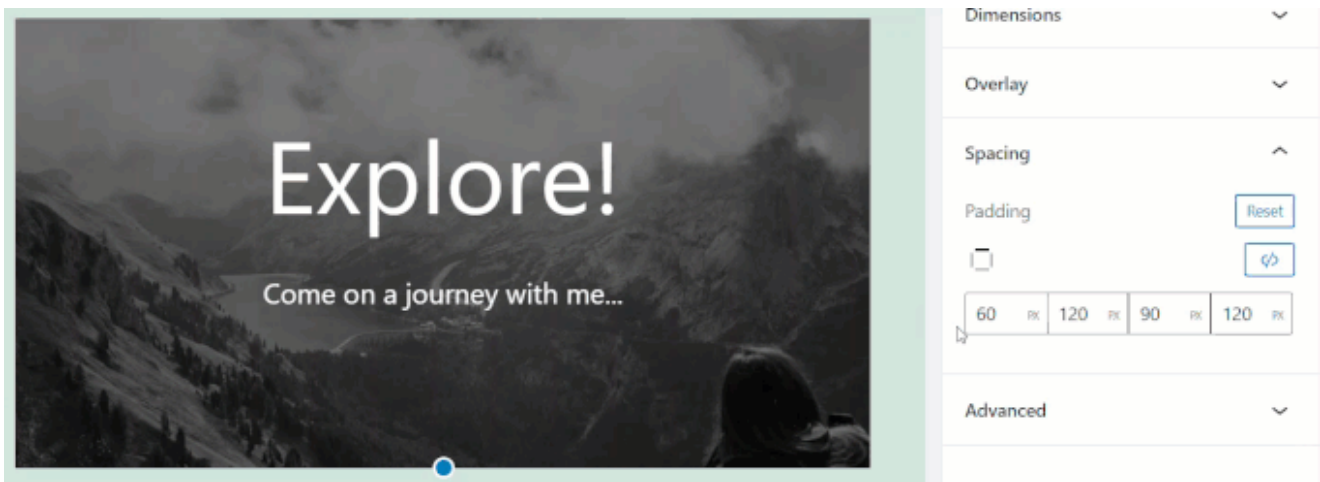 Explore!
Come on a journey with me...
Dimensions
Overlay
Spacing
Padding
Reset
60 PX 120 PX 90 PX 120 PX
Advanced